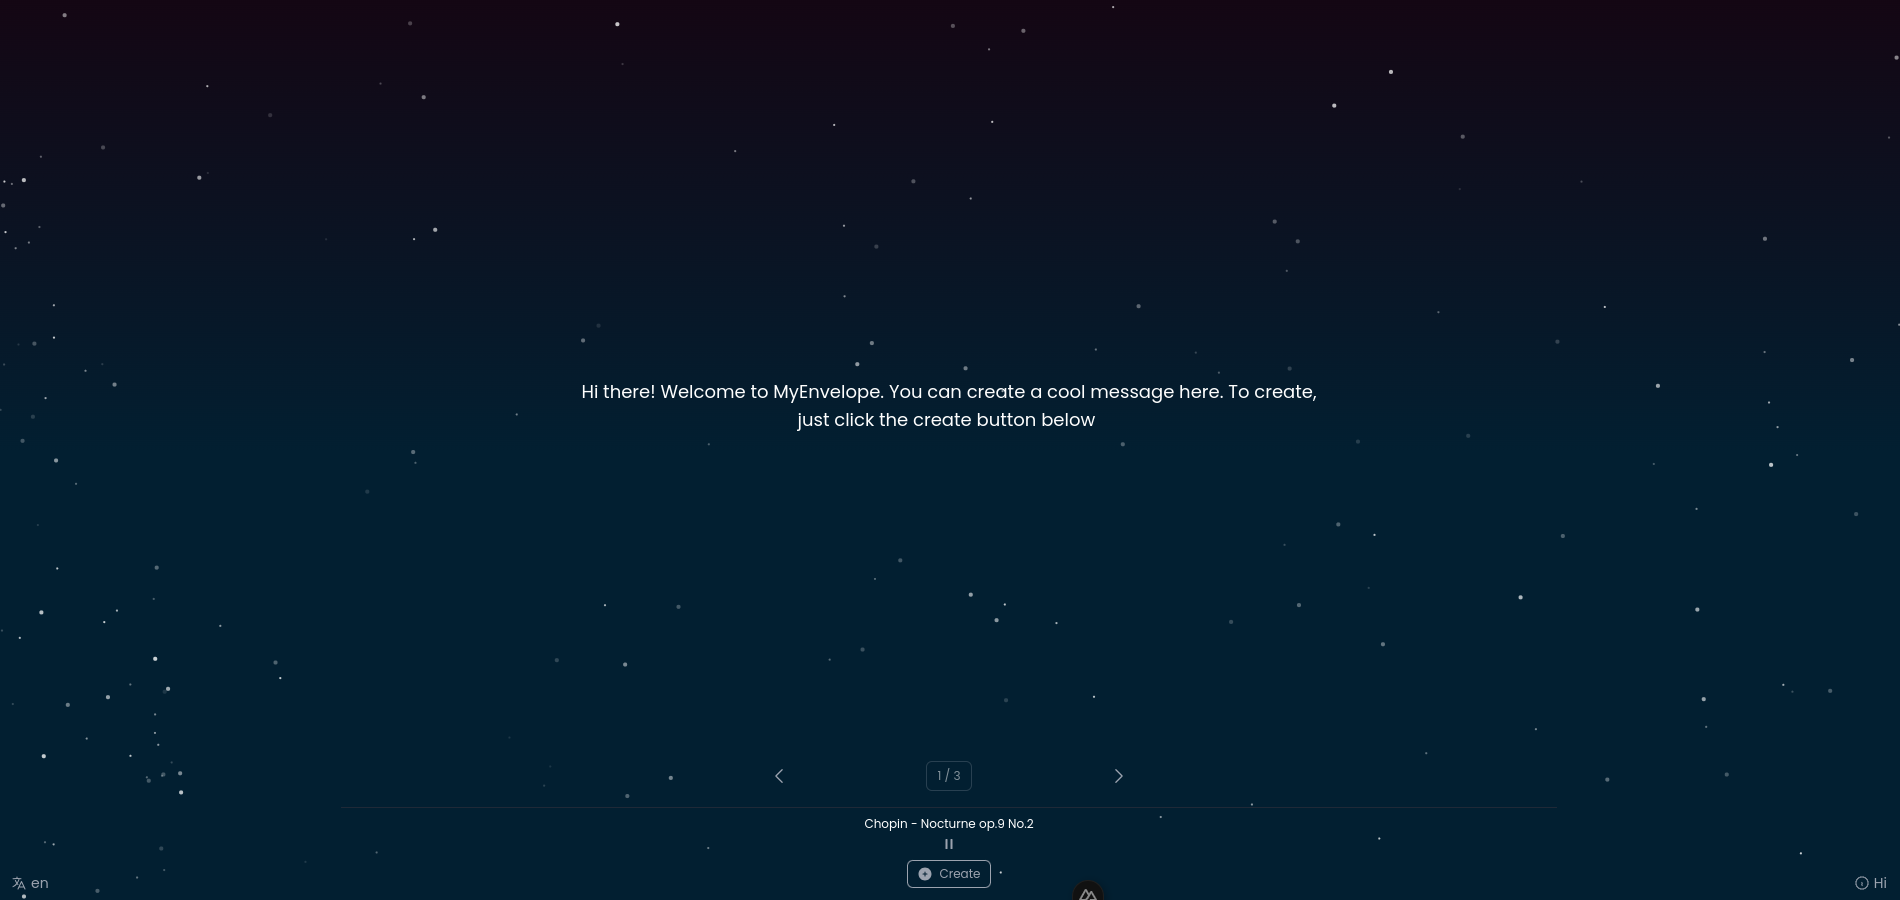 Hi there! Welcome to MyEnvelope. You can create a cool message here. To create,
just click the create button below
1 / 3
Chopin - Nocturne op.9 No.2
Create
en
Hi